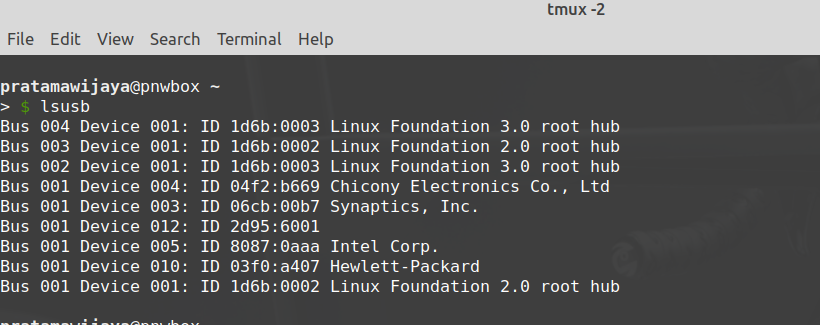 tmux -2
File Edit View Search Terminal Help
pratamawijaya@pnwbox ~
> $ lsusb
Bus 004 Device 001: ID 1d6b:0003 Linux Foundation 3.0 root hub
Bus 003 Device 001: ID 1d6b:0002 Linux Foundation 2.0 root hub
Bus 002 Device 001: ID 1d6b:0003 Linux Foundation 3.0 root hub
Bus 001 Device 004: ID 04f2:b669 Chicony Electronics Co., Ltd
Bus 001 Device 003: ID 06cb:00b7 Synaptics, Inc.
Bus 001 Device 012: ID 2d95:6001
Bus 001 Device 005: ID 8087:0aaa Intel Corp.
Bus 001 Device 010: ID 03f0:a407 Hewlett-Packard
Bus 001 Device 001: ID 1d6b:0002 Linux Foundation 2.0 root hub
pratamawijaya@pnwbox